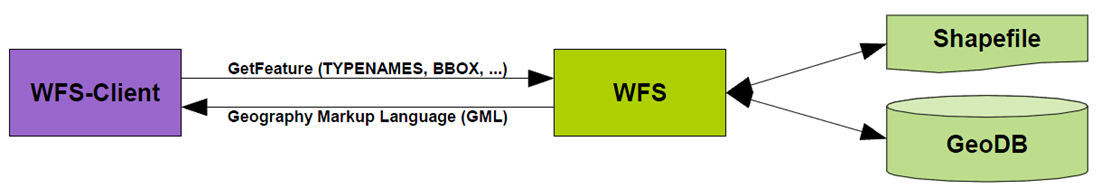 WFS-Client
GetFeature (TYPENAMES, BBOX, ...)
Geography Markup Language (GML)
WFS
Shapefile
GeoDB